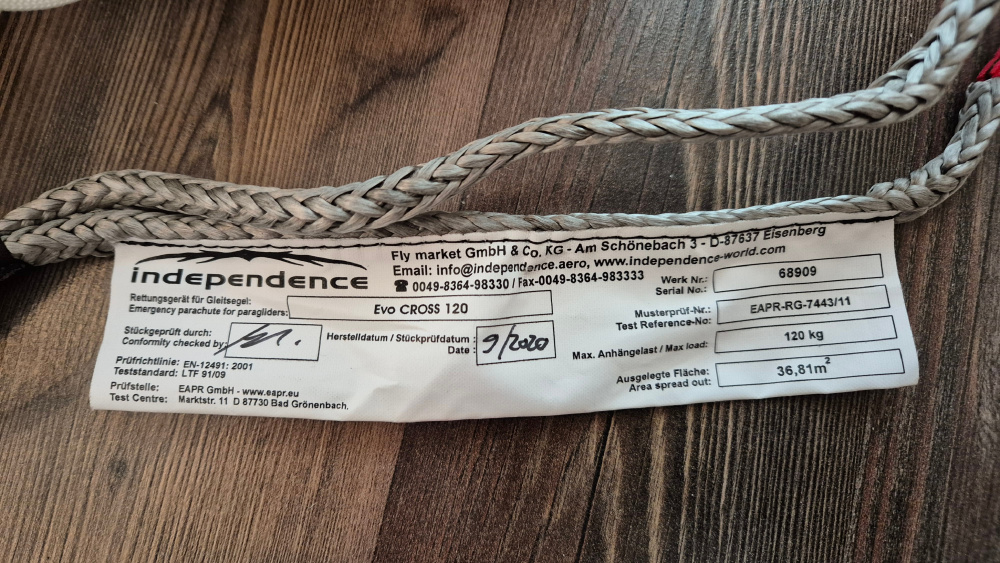 independence
Fly market GmbH & Co. KG - Am Schönebach 3 - D-87637 Eisenberg
Email: info@independence.aero, www.independence-world.com
☎ 0049-8364-98330 / Fax-0049-8364-983333
Rettungsgerät für Gleitsegel:
Emergency parachute for paragliders:
Evo CROSS 120
Stückgeprüft durch:
Conformity checked by
Herstelldatum / Stückprüfdatum :
Date :
9/2020
Prüfrichtlinie: EN-12491: 2001
Teststandard: LTF 91/09
Prüfstelle: EAPR GmbH - www.eapr.eu
Test Centre: Marktstr. 11 D 87730 Bad Grönenbach.
Werk Nr.:
Serial No.:
68909
Musterprüf-Nr.:
Test Reference-No:
EAPR-RG-7443/11
Max. Anhängelast / Max load:
120 kg
Ausgelegte Fläche:
Area spread out:
36,81m²